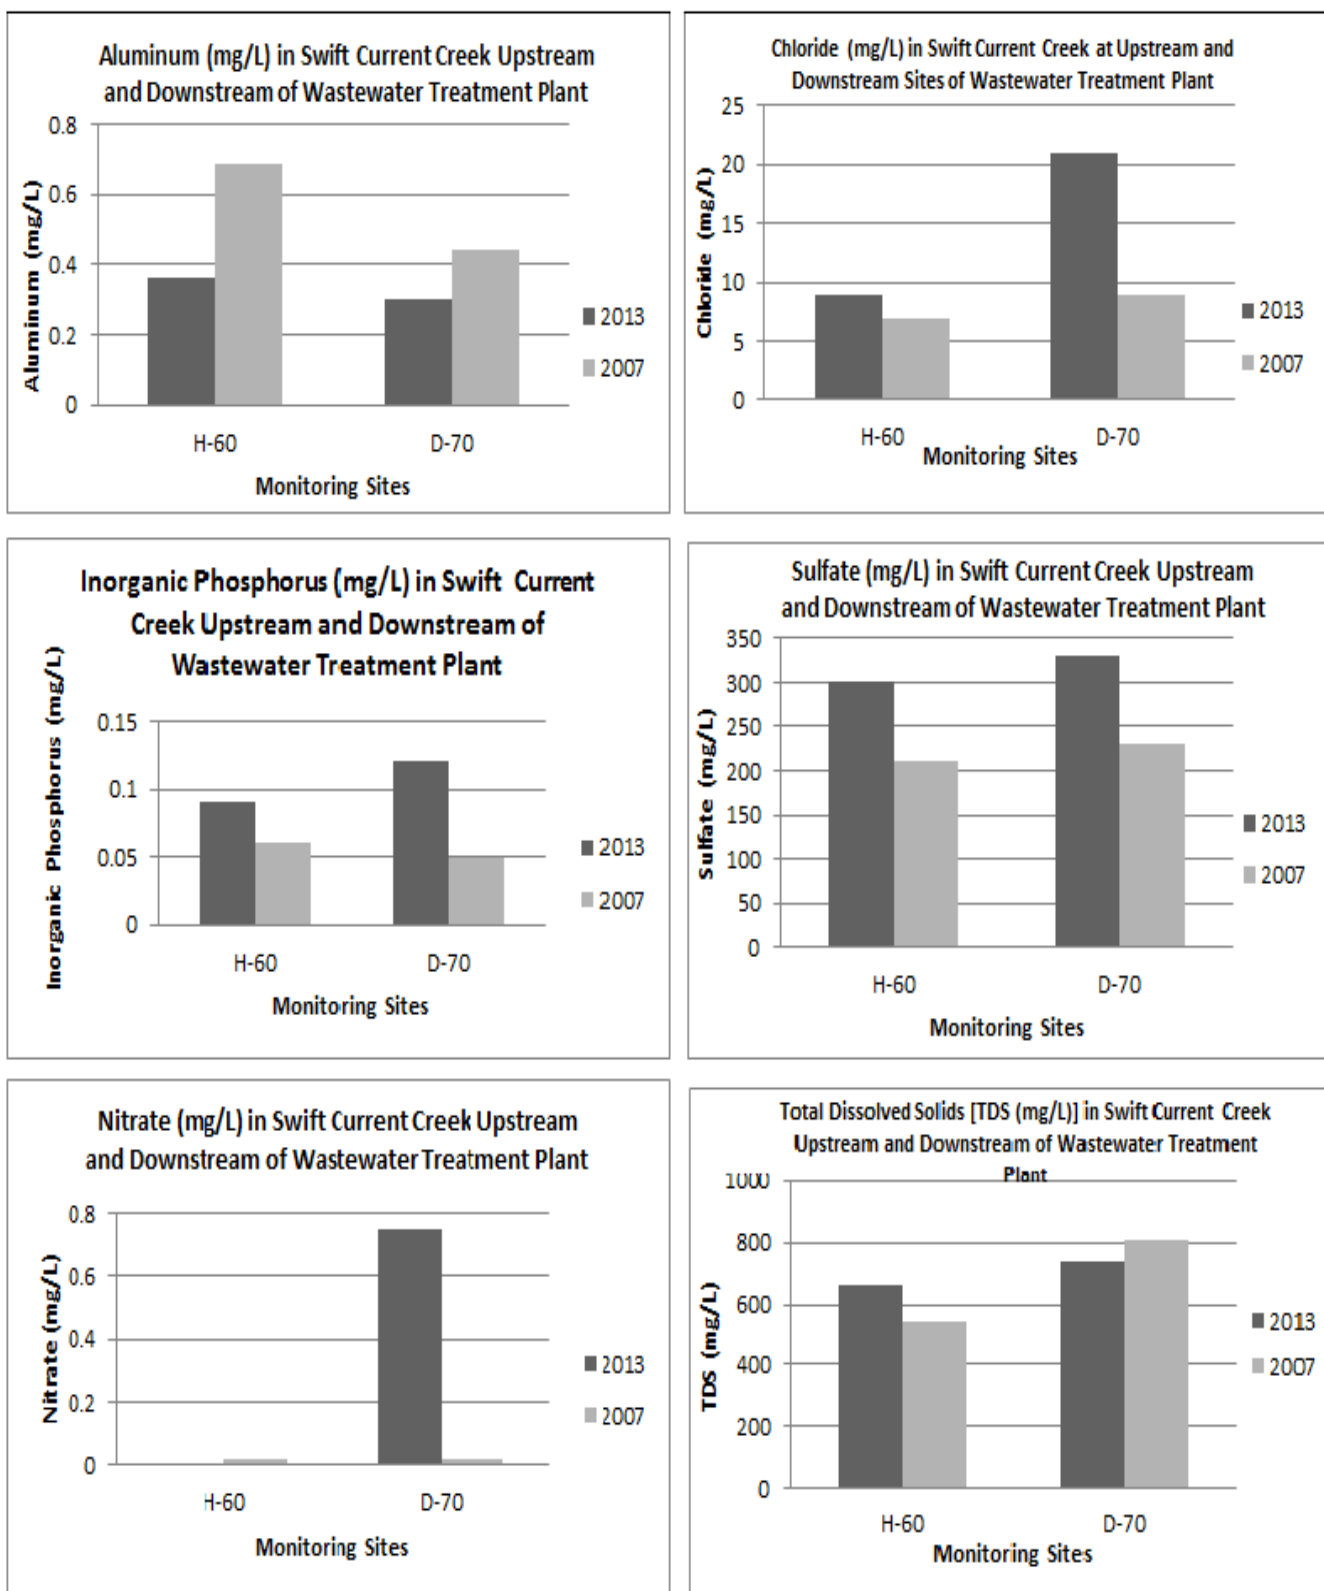 Aluminum (mg/L) in Swift Current Creek Upstream
and Downstream of Wastewater Treatment Plant
Aluminum (mg/L)
0.8
0.6
0.4
0.2
0
H-60
D-70
Monitoring Sites
2013
2007
Chloride (mg/L) in Swift Current Creek at Upstream and
Downstream Sites of Wastewater Treatment Plant
Chloride (mg/L)
25
20
15
10
5
0
H-60
D-70
Monitoring Sites
2013
2007
Inorganic Phosphorus (mg/L) in Swift Current
Creek Upstream and Downstream of
Wastewater Treatment Plant
Inorganic Phosphorus (mg/L)
0.15
0.1
0.05
0
H-60
D-70
Monitoring Sites
2013
2007
Sulfate (mg/L) in Swift Current Creek Upstream
and Downstream of Wastewater Treatment Plant
Sulfate (mg/L)
350
300
250
200
150
100
50
0
H-60
D-70
Monitoring Sites
2013
2007
Nitrate (mg/L) in Swift Current Creek Upstream
and Downstream of Wastewater Treatment Plant
Nitrate (mg/L)
0.8
0.6
0.4
0.2
0
H-60
D-70
Monitoring Sites
2013
2007
Total Dissolved Solids [TDS (mg/L)] in Swift Current Creek
Upstream and Downstream of Wastewater Treatment
Plant
TDS (mg/L)
1000
800
600
400
200
0
H-60
D-70
Monitoring Sites
2013
2007